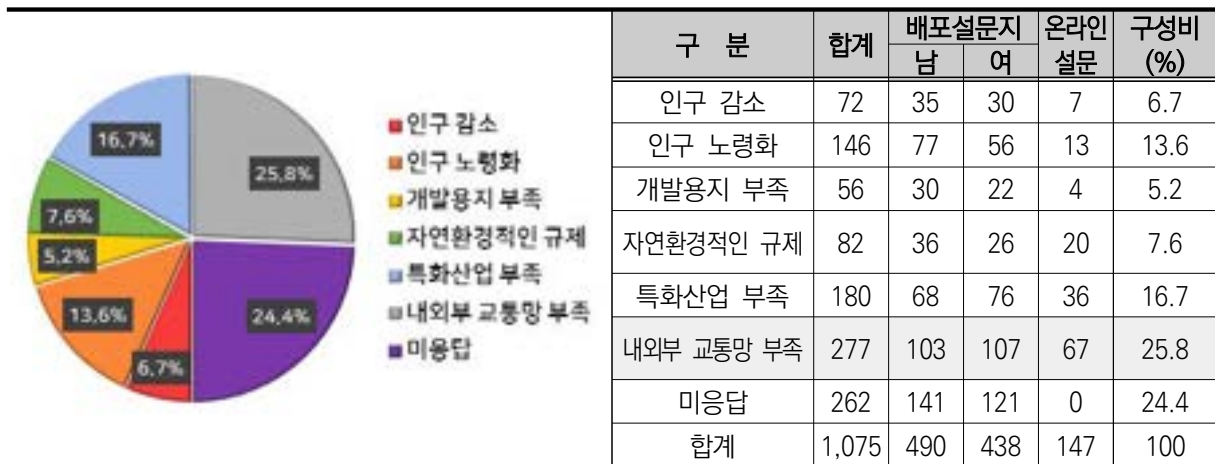 16.7%
25.8%
7.6%
5.2%
13.6%
24.4%
6.7%
인구 감소
인구 노령화
개발용지 부족
자연환경적인 규제
특화산업 부족
내외부 교통망 부족
미응답
구 분 합계 배포설문지 온라인 설문 구성비 (%)
남 여
인구 감소 72 35 30 7 6.7
인구 노령화 146 77 56 13 13.6
개발용지 부족 56 30 22 4 5.2
자연환경적인 규제 82 36 26 20 7.6
특화산업 부족 180 68 76 36 16.7
내외부 교통망 부족 277 103 107 67 25.8
미응답 262 141 121 0 24.4
합계 1,075 490 438 147 100